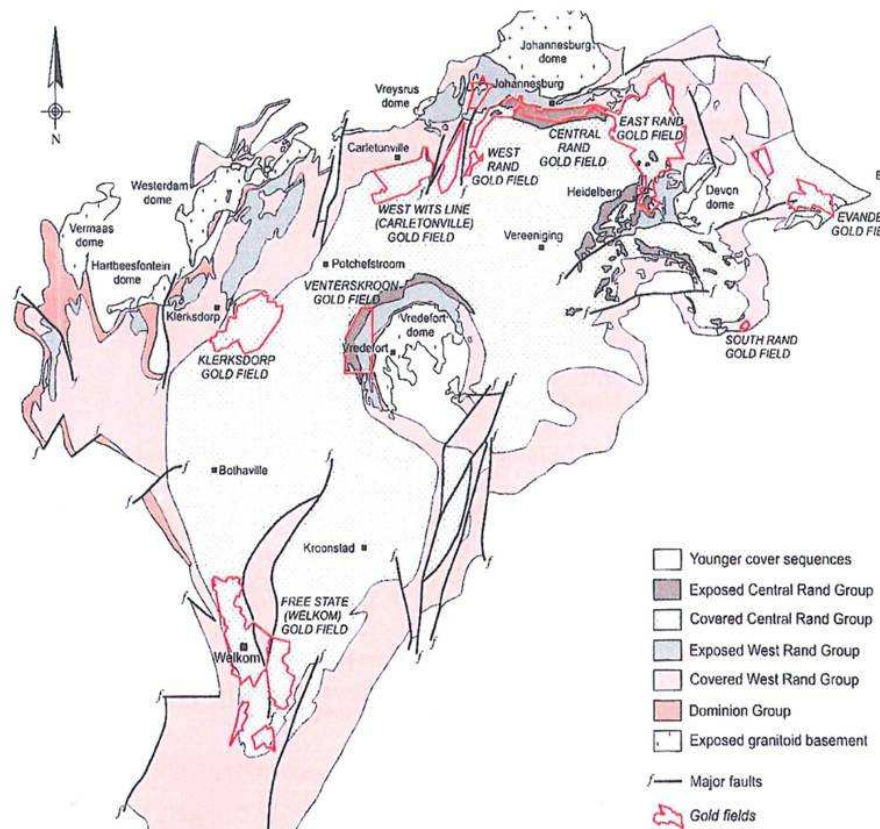 Johannesburg
dome
Vreysrus
dome
Johannesburg
EAST RAND
GOLD FIELD
CENTRAL
RAND
GOLD FIELD
WEST
RAND
GOLD FIELD
Carletonville
WEST WITS LINE
(CARLETONVILLE)
GOLD FIELD
Heidelberg
Devon
dome
EVANDE
GOLD FIE
Westerdam
dome
Vermaas
dome
Hartbeesfontein
dome
Vereeniging
Potchefstroom
VENTERSKROON
GOLD FIELD
Klerksdorp
KLERKSDORP
GOLD FIELD
Vredefort
dome
Vredefort
SOUTH RAND
GOLD FIELD
Bothaville
Kroonstad
FREE STATE
(WELKOM)
GOLD FIELD
Welkom
N
Younger cover sequences
Exposed Central Rand Group
Covered Central Rand Group
Exposed West Rand Group
Covered West Rand Group
Dominion Group
Exposed granitoid basement
f Major faults
Gold fields